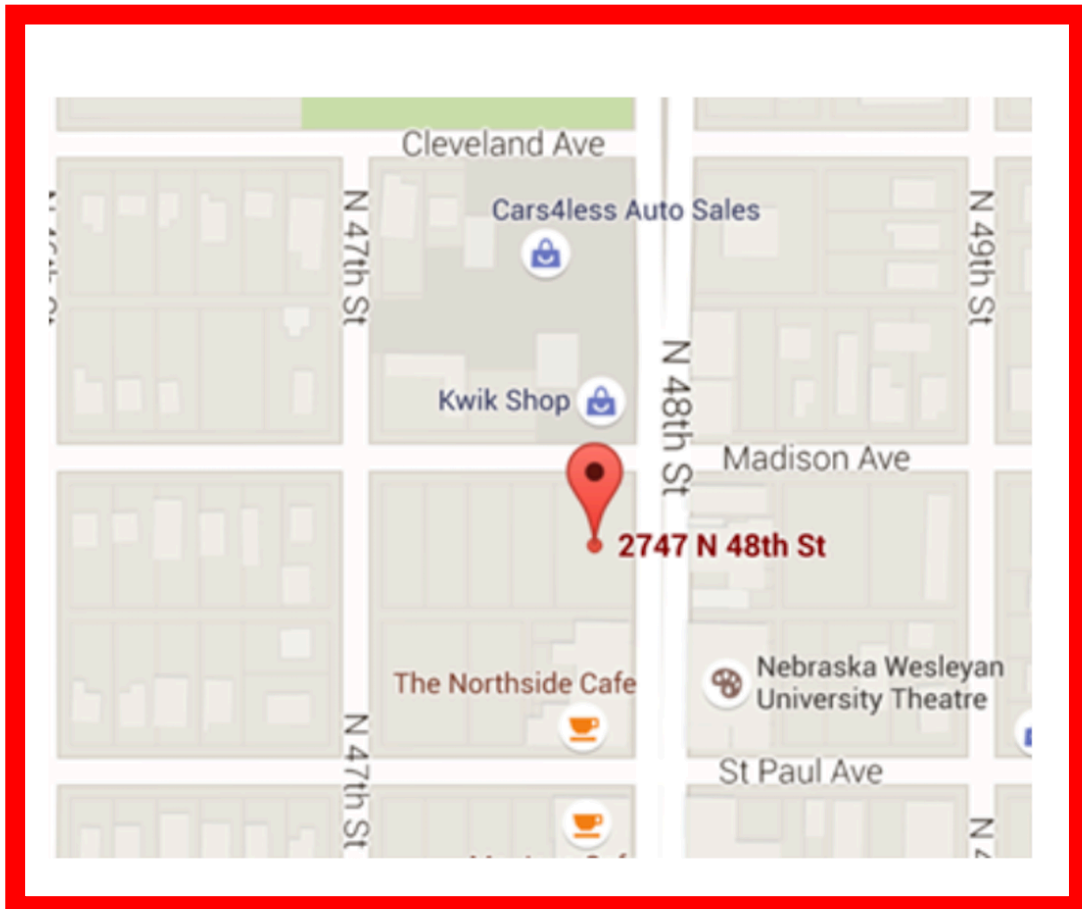 Cleveland Ave
Cars4less Auto Sales
N 47th St
N 49th St
N 48th St
Kwik Shop
Madison Ave
2747 N 48th St
The Northside Cafe
Nebraska Wesleyan
University Theatre
N 47th St
St Paul Ave